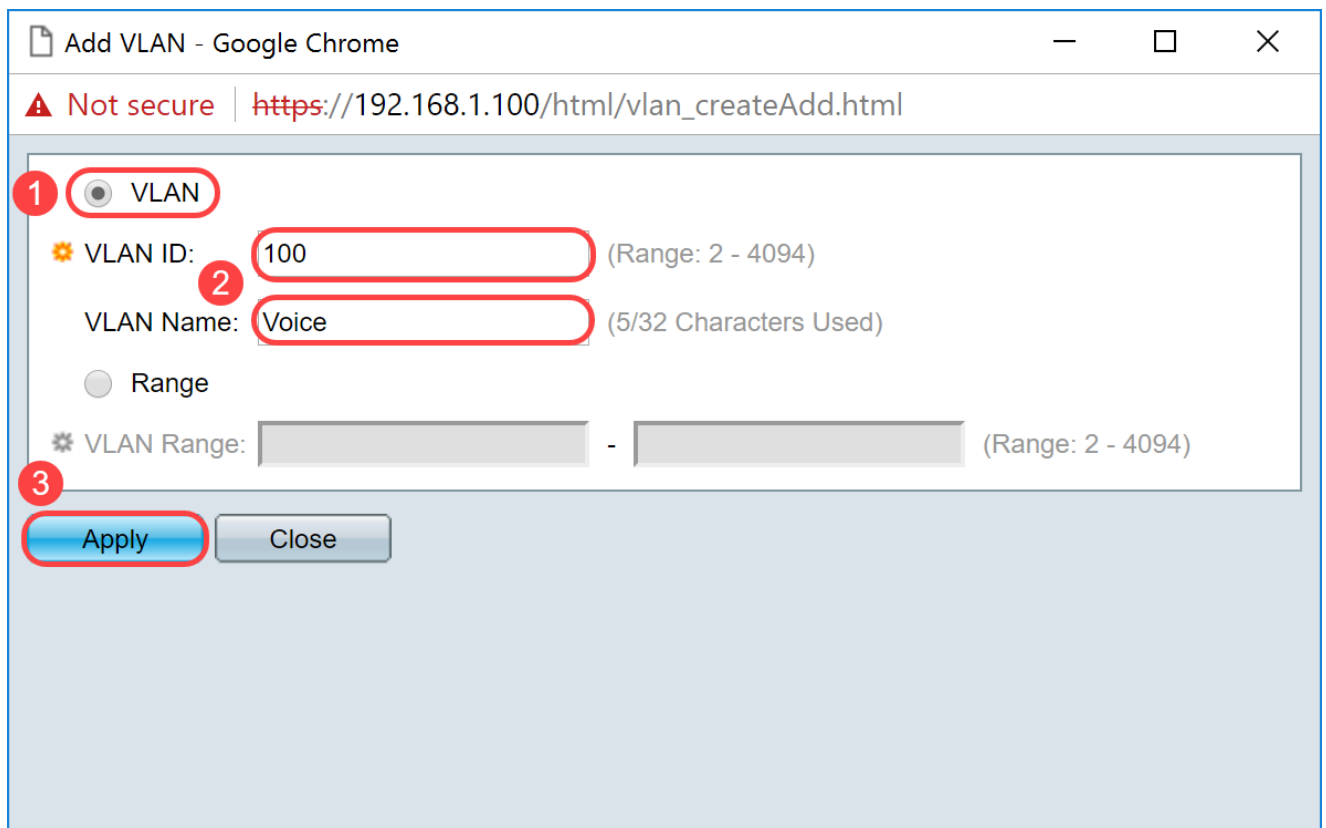 Add VLAN - Google Chrome
Not secure https://192.168.1.100/html/vlan_createAdd.html
1 VLAN
VLAN ID: 100 (Range: 2 - 4094)
2
VLAN Name: Voice (5/32 Characters Used)
Range
VLAN Range: - (Range: 2 - 4094)
3
Apply Close